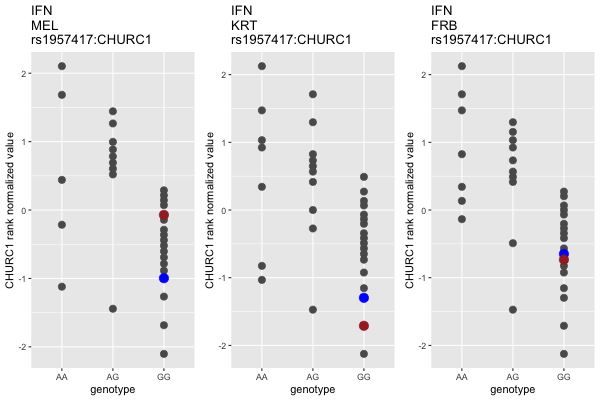 IFN
MEL
rs1957417:CHURC1
CHURC1 rank normalized value
2
1
0
-1
-2
AA
AG
GG
genotype
IFN
KRT
rs1957417:CHURC1
CHURC1 rank normalized value
2
1
0
-1
-2
AA
AG
GG
genotype
IFN
FRB
rs1957417:CHURC1
CHURC1 rank normalized value
2
1
0
-1
-2
AA
AG
GG
genotype